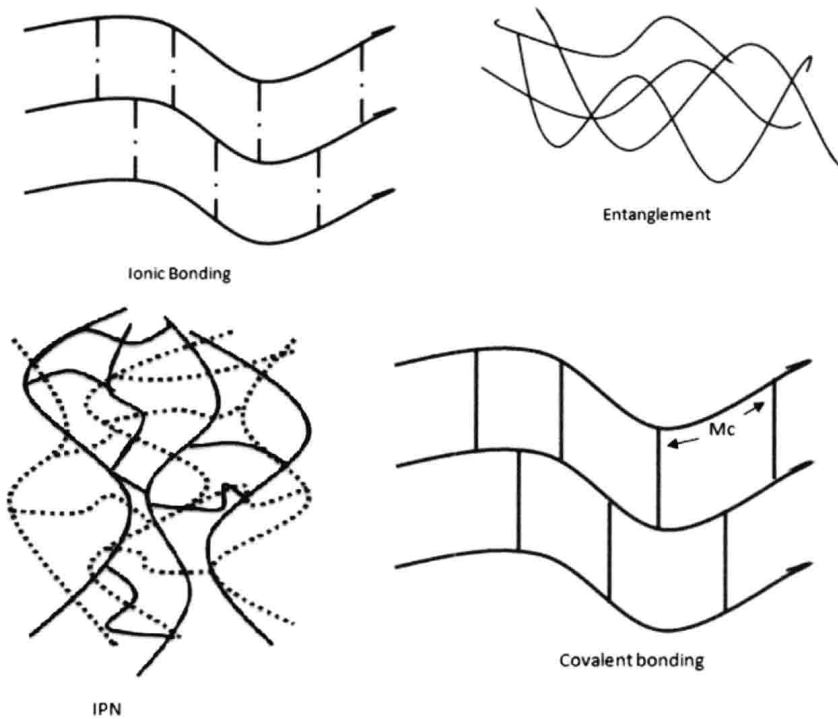 Ionic Bonding
Entanglement
IPN
Mc
Covalent bonding